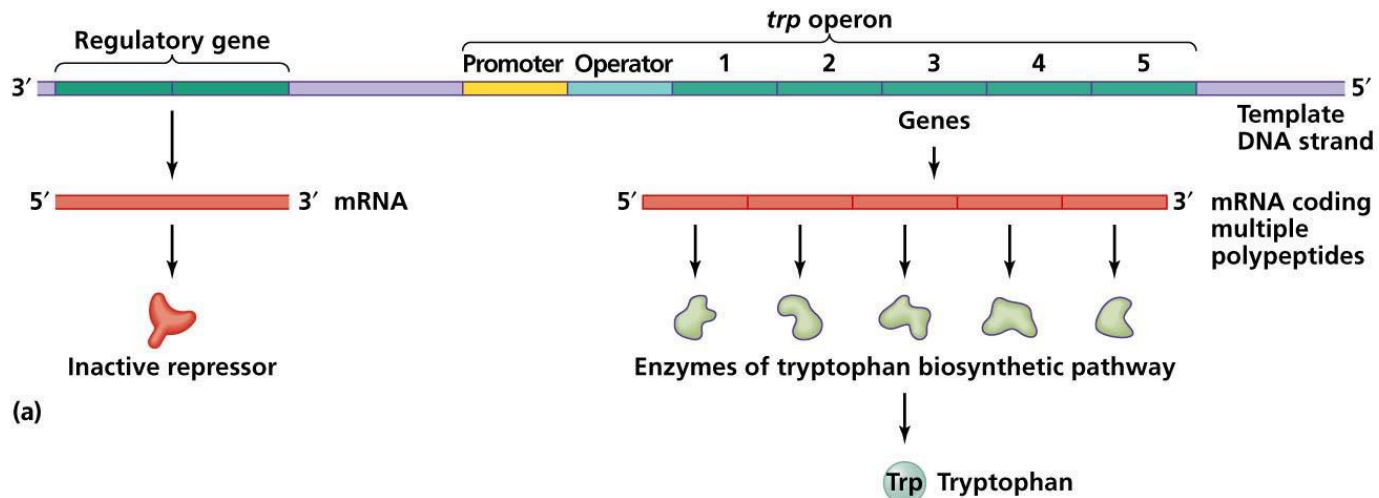 trp operon
Regulatory gene
Promoter Operator 1 2 3 4 5
3′ 5′
Genes
Template
DNA strand
5′ 3′ mRNA
5′ 3′ mRNA coding
multiple
polypeptides
Inactive repressor
Enzymes of tryptophan biosynthetic pathway
(a)
Trp Tryptophan